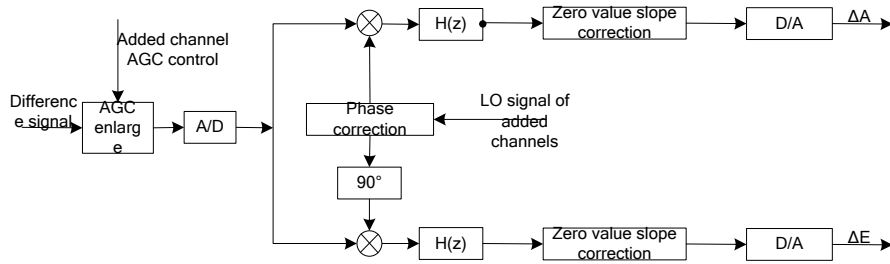 Added channel
AGC control
Differenc
e signal
AGC
enlarg
e
A/D
H(z)
Zero value slope
correction
D/A
ΔA
Phase
correction
LO signal of
added
channels
90°
H(z)
Zero value slope
correction
D/A
ΔE